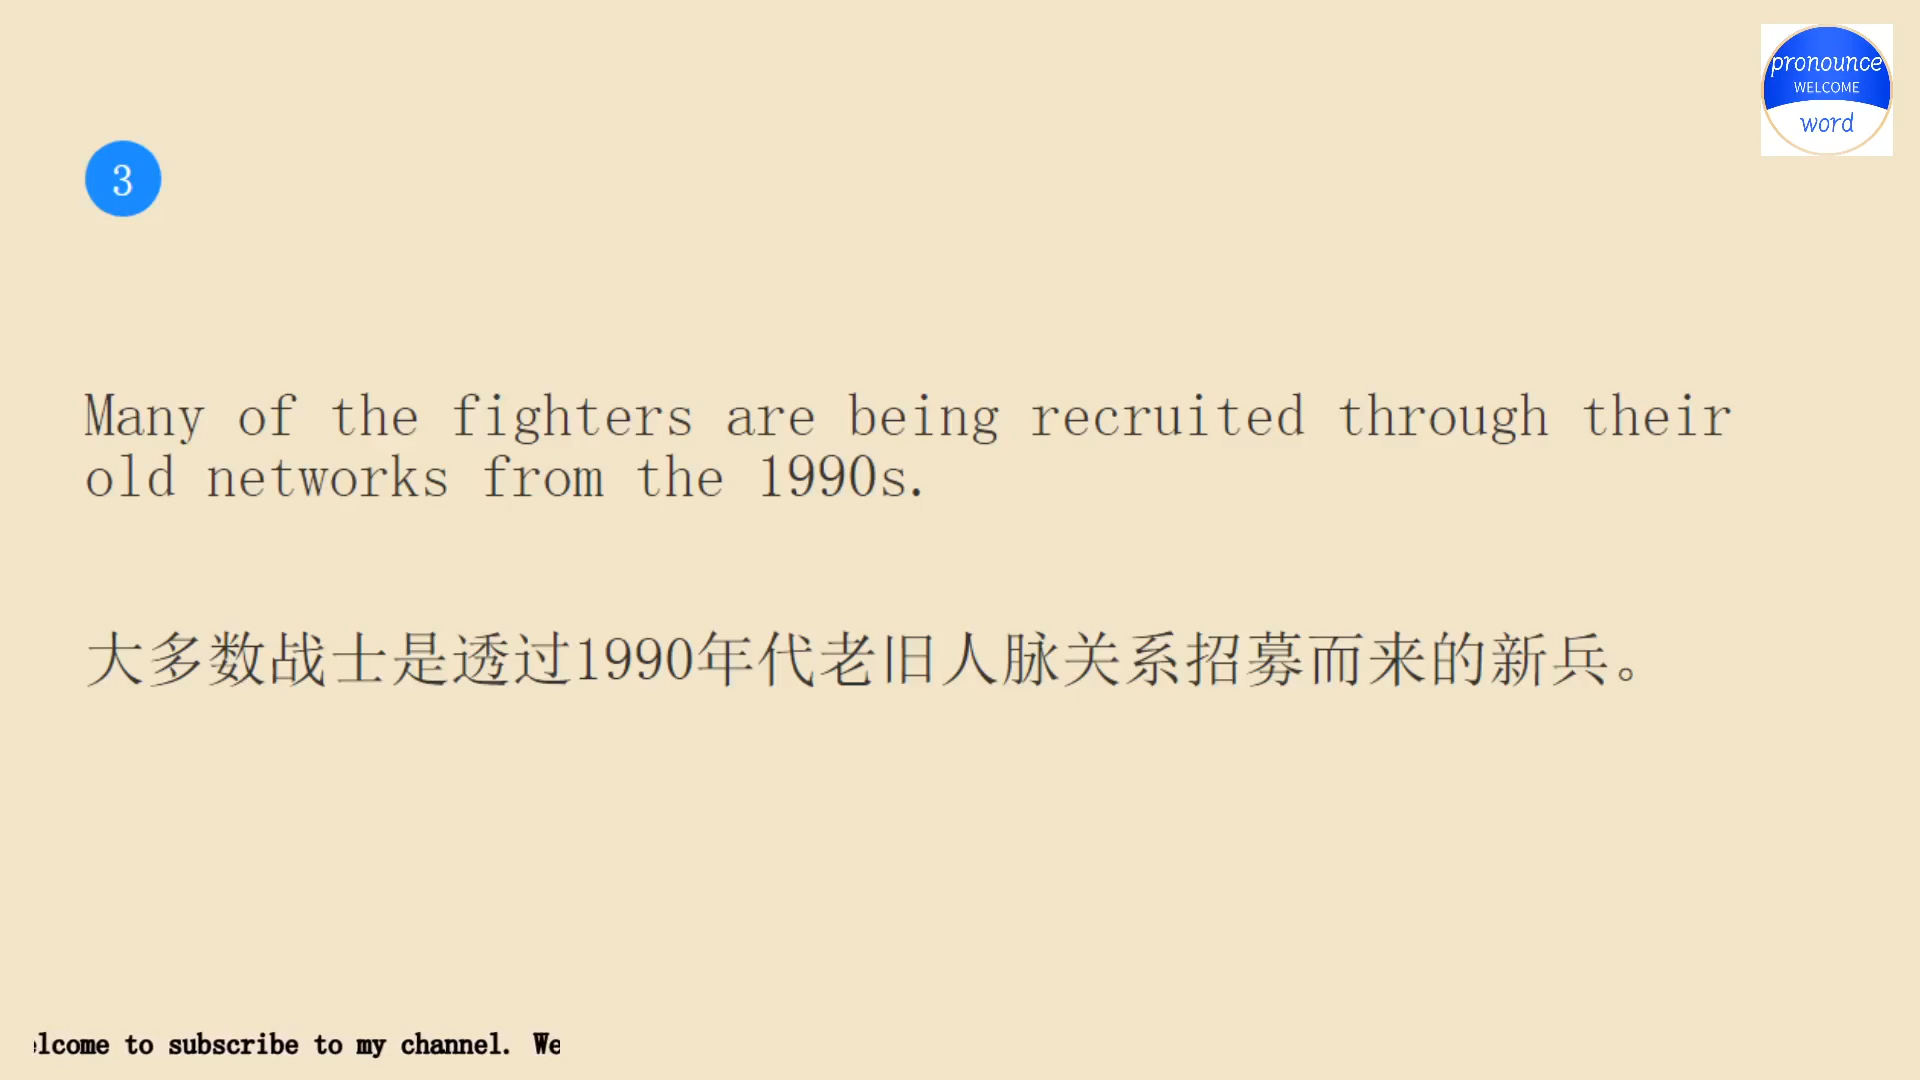 pronounce
WELCOME
word
3
Many of the fighters are being recruited through their
old networks from the 1990s.
大多数战士是透过1990年代老旧人脉关系招募而来的新兵。
elcome to subscribe to my channel. We